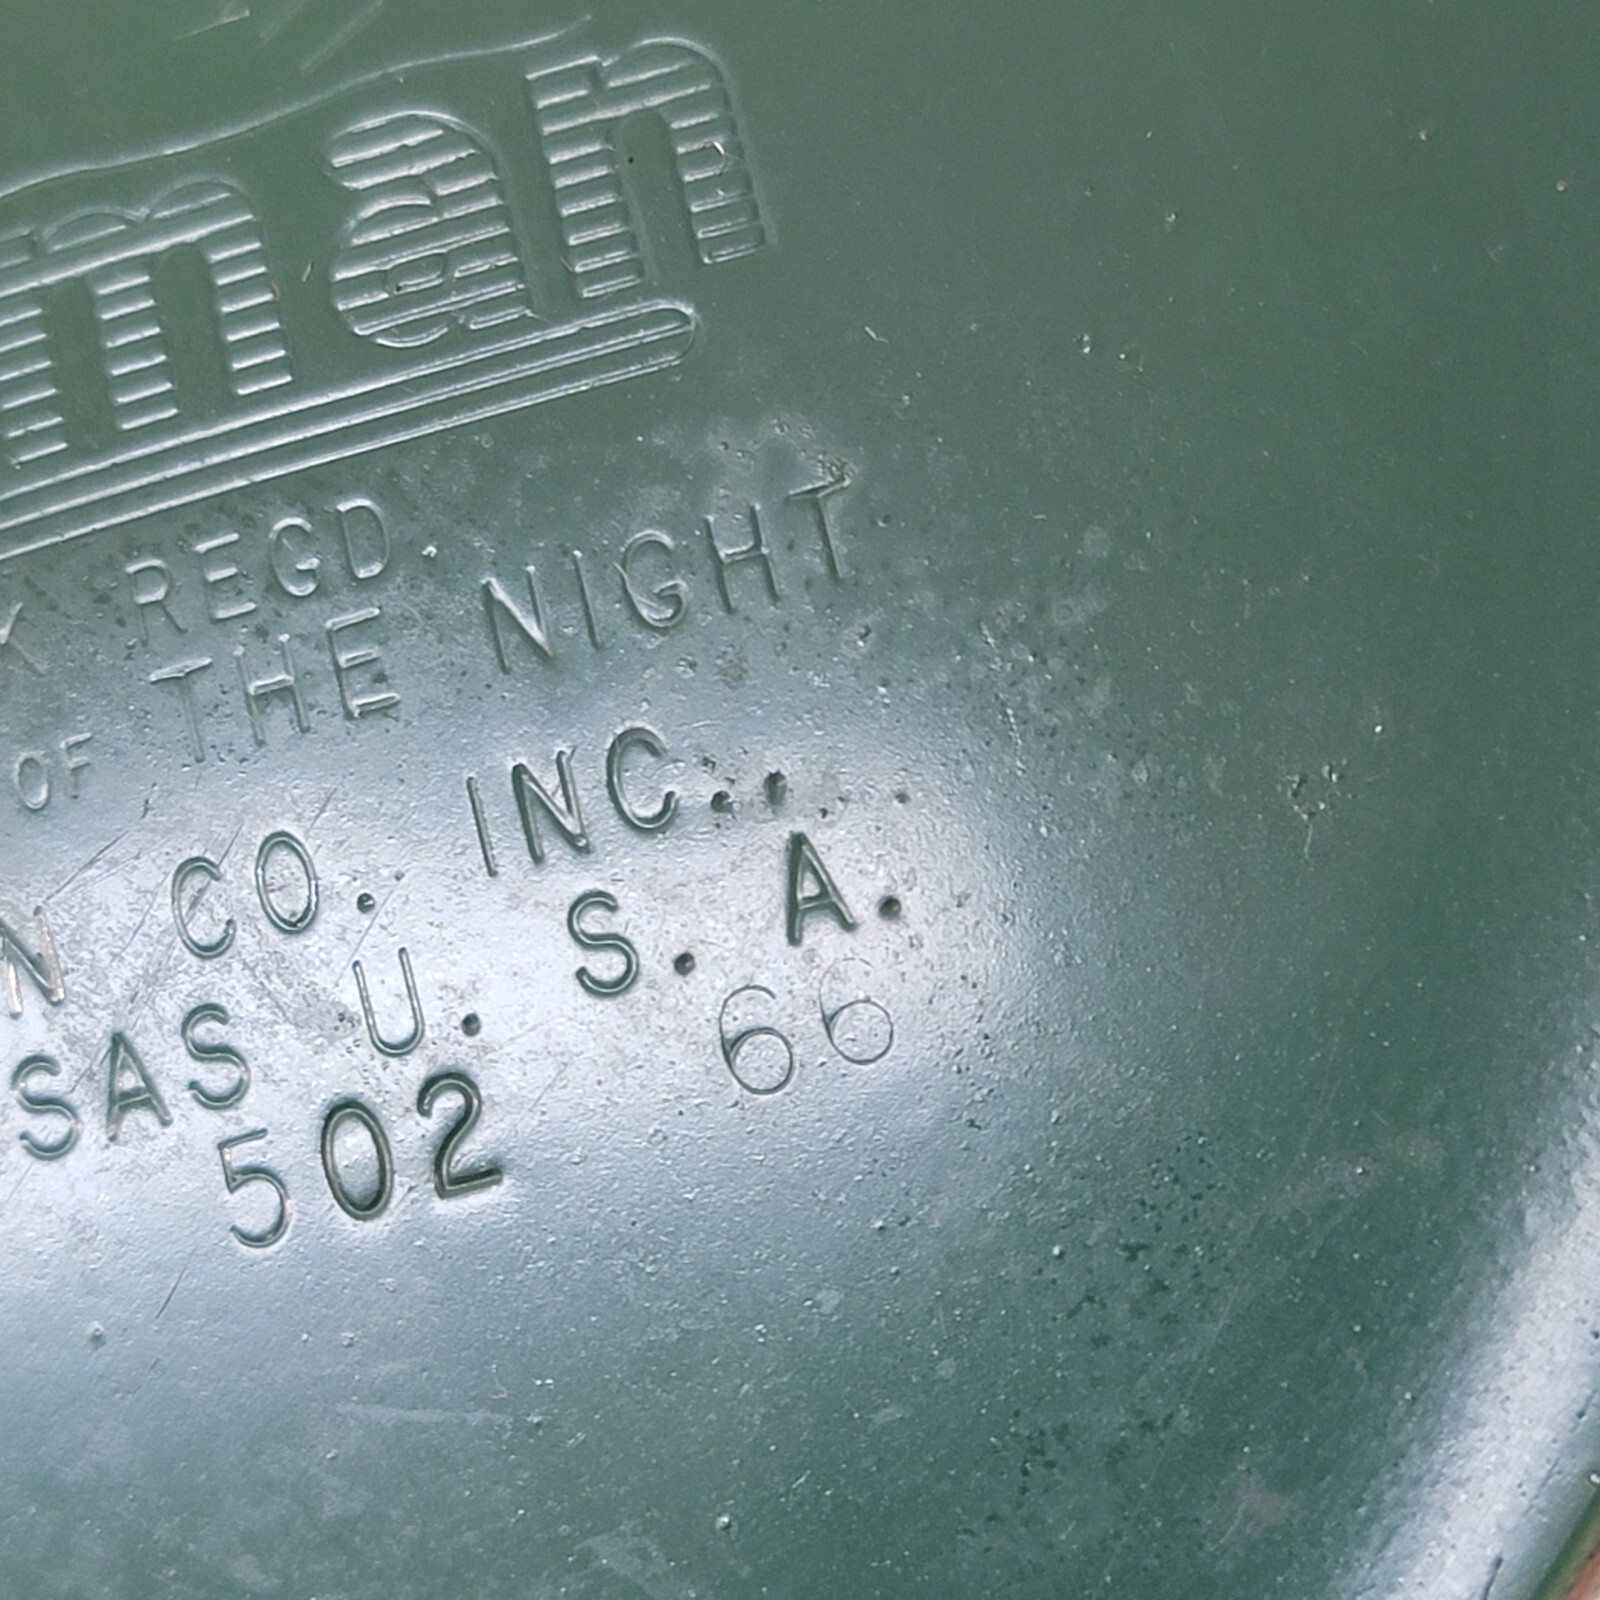 man
K REGD.
OF THE NIGHT
N CO. INC.
SAS U. S. A.
502 66